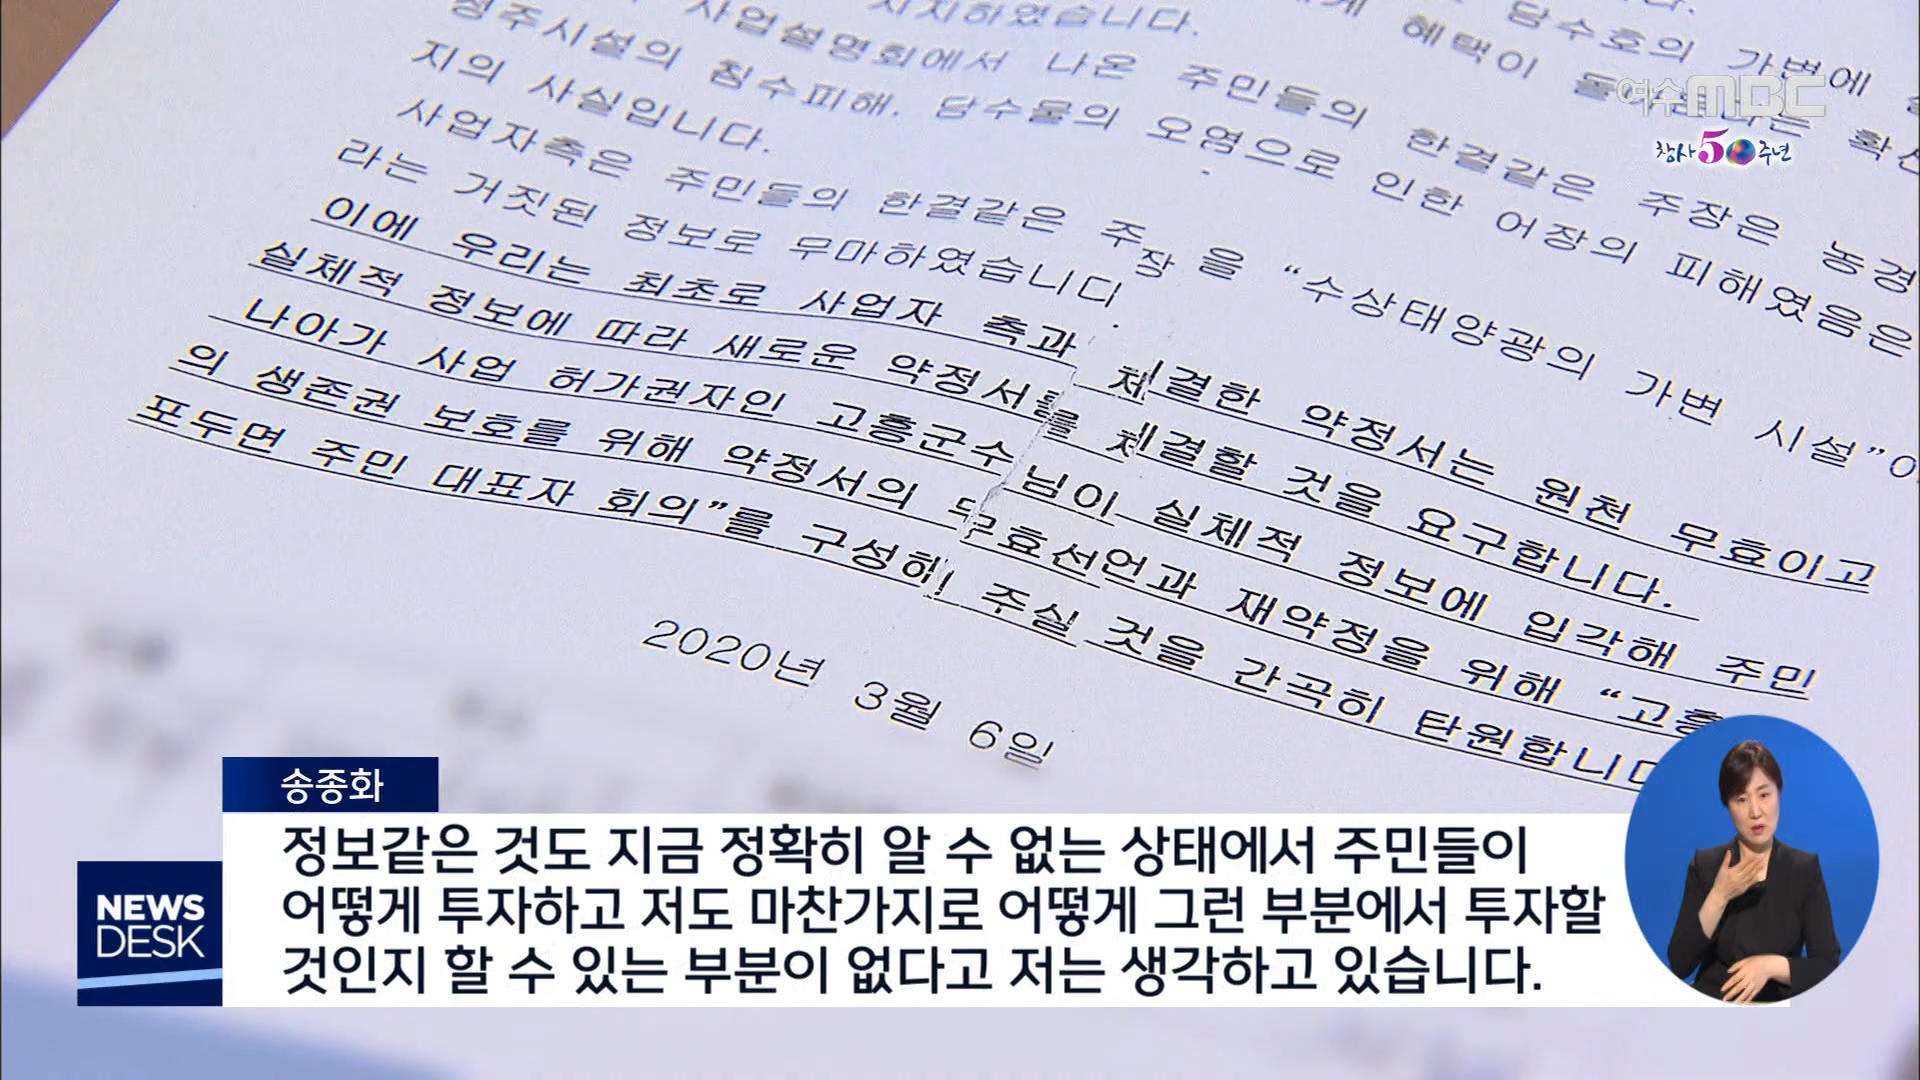 지지하였습니다.
혜택이
담수호의 가변에
사업설명회에서 나온 주민들의 한결같은 주장은 농경
정주시설의 침수피해. 담수물의 오염으로 인한 어장의 피해였음은
지의 사실입니다.
사업자측은 주민들의 한결같은 주장을 “수상태양광의 가변 시설”이
라는 거짓된 정보로 무마하였습니다.
이에 우리는 최초로 사업자 측과 체결한 약정서는 원천 무효이고
실체적 정보에 따라 새로운 약정서를 체결할 것을 요구합니다.
나아가 사업 허가권자인 고흥군수님이 실체적 정보에 입각해 주민
의 생존권 보호를 위해 약정서의 무효선언과 재약정을 위해 “고흥
포두면 주민 대표자 회의”를 구성해 주실 것을 간곡히 탄원합니다
2020년 3월 6일
여수MBC
창사50주년
송종화
정보같은 것도 지금 정확히 알 수 없는 상태에서 주민들이
어떻게 투자하고 저도 마찬가지로 어떻게 그런 부분에서 투자할
것인지 할 수 있는 부분이 없다고 저는 생각하고 있습니다.
NEWS
DESK